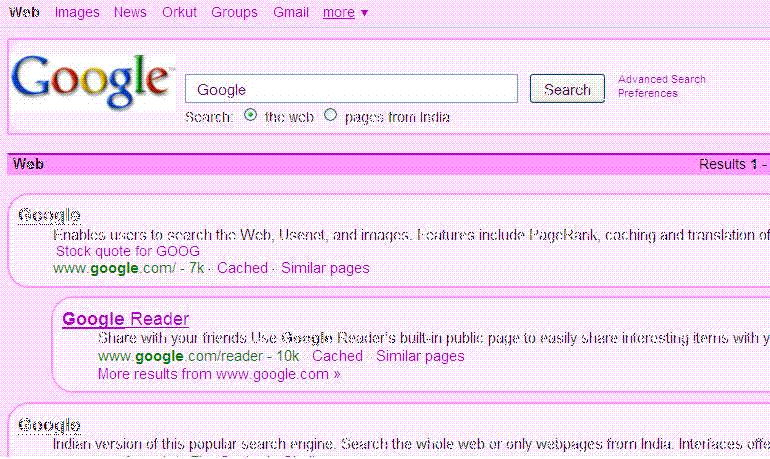 Web Images News Orkut Groups Gmail more ▼
Google™
Google Search Advanced Search
Preferences
Search: the web pages from India
Web Results 1 -
Google
Enables users to search the Web, Usenet, and images. Features include PageRank, caching and translation of
Stock quote for GOOG
www.google.com/ - 7k - Cached - Similar pages
Google Reader
Share with your friends Use Google Reader's built-in public page to easily share interesting items with y
www.google.com/reader - 10k Cached - Similar pages
More results from www.google.com »
Google
Indian version of this popular search engine. Search the whole web or only webpages from India. Interfaces offe